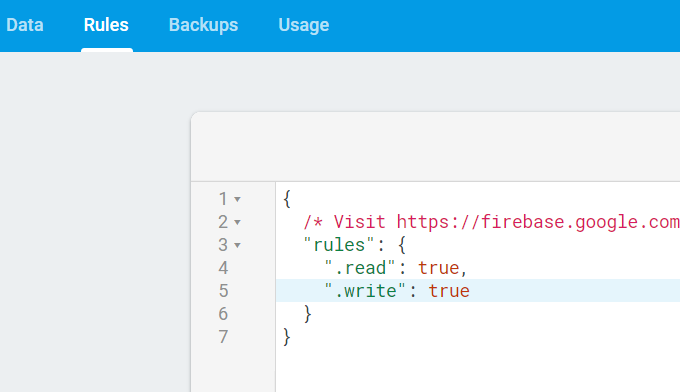 Data Rules Backups Usage
1 {
2 /* Visit https://firebase.google.com
3 "rules": {
4 ".read": true,
5 ".write": true
6 }
7 }